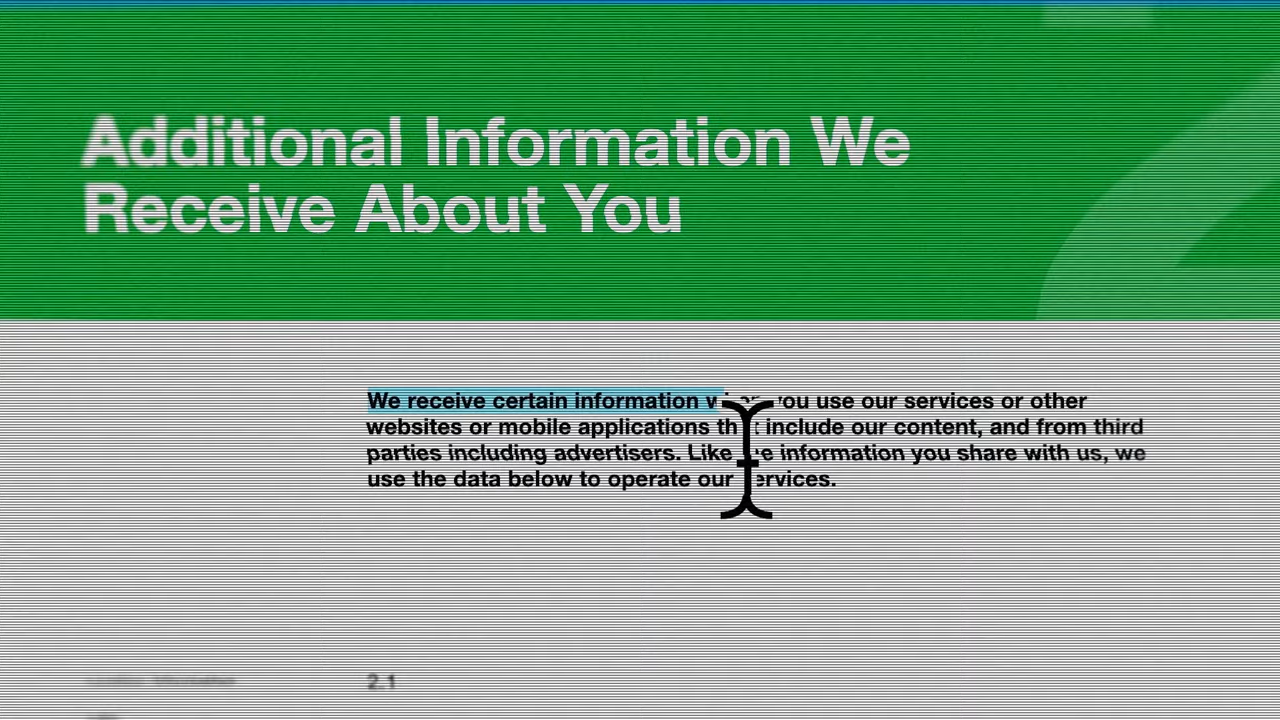 Additional Information We
Receive About You
We receive certain information you use our services or other
websites or mobile applications include our content, and from third
parties including advertisers. Like information you share with us, we
use the data below to operate our services.
2.1